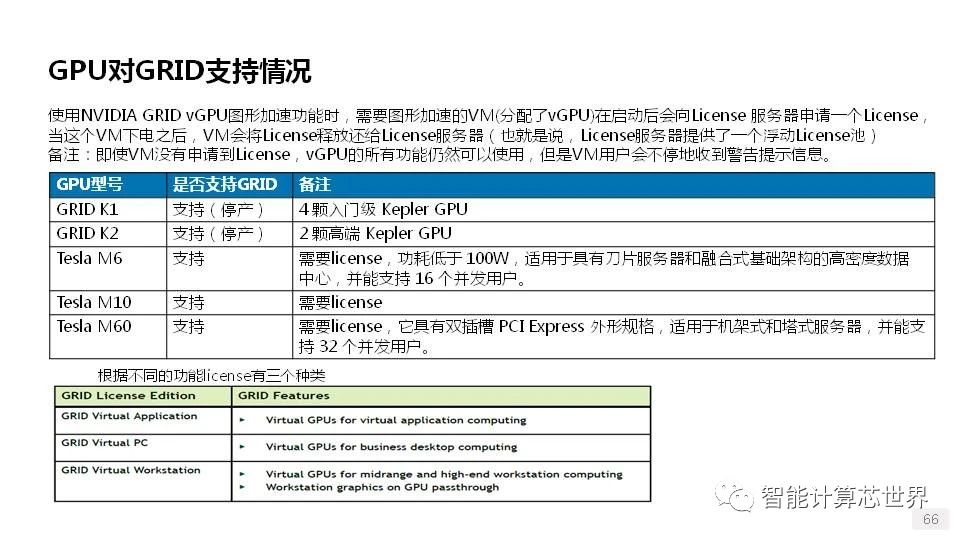 GPU对GRID支持情况
使用NVIDIA GRID vGPU图形加速功能时，需要图形加速的VM(分配了vGPU)在启动后会向License 服务器申请一个License，
当这个VM下电之后，VM会将License释放还给License服务器（也就是说，License服务器提供了一个浮动License池）
备注：即使VM没有申请到License，vGPU的所有功能仍然可以使用，但是VM用户会不停地收到警告提示信息。
GPU型号 是否支持GRID 备注
GRID K1 支持（停产） 4 颗入门级 Kepler GPU
GRID K2 支持（停产） 2 颗高端 Kepler GPU
Tesla M6 支持 需要license，功耗低于 100W，适用于具有刀片服务器和融合式基础架构的高密度数据
中心，并能支持 16 个并发用户。
Tesla M10 支持 需要license
Tesla M60 支持 需要license，它具有双插槽 PCI Express 外形规格，适用于机架式和塔式服务器，并能支
持 32 个并发用户。
根据不同的功能license有三个种类
GRID License Edition GRID Features
GRID Virtual Application ► Virtual GPUs for virtual application computing
GRID Virtual PC ► Virtual GPUs for business desktop computing
GRID Virtual Workstation ► Virtual GPUs for midrange and high-end workstation computing
► Workstation graphics on GPU passthrough
智能计算芯世界
66